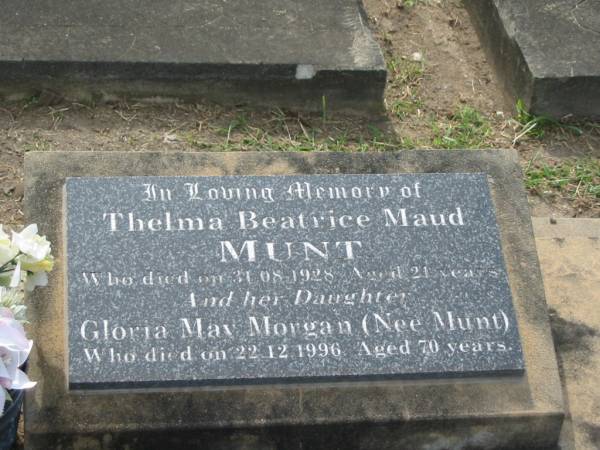 In Loving Memory of
Thelma Beatrice Maud
MUNT
Who died on 31.08.1928 Aged 21 years
And her Daughter
Gloria May Morgan (Nee Munt)
Who died on 22.12.1996 Aged 70 years.